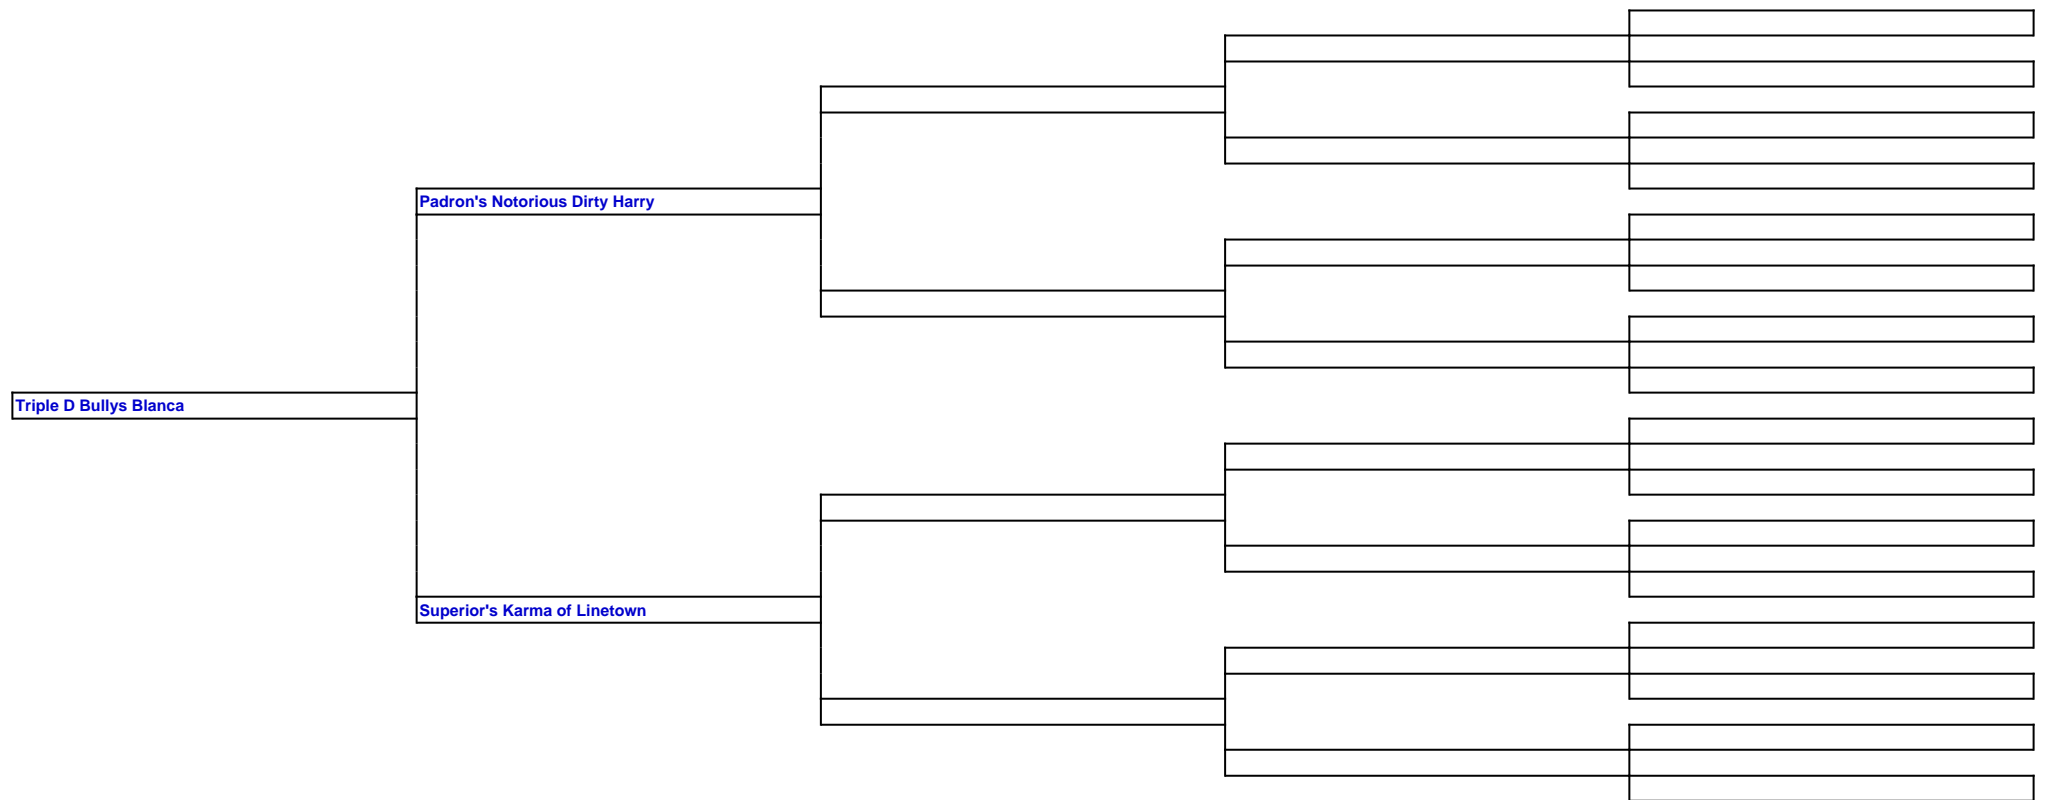 Padron's Notorious Dirty Harry
Triple D Bullys Blanca
Superior's Karma of Linetown